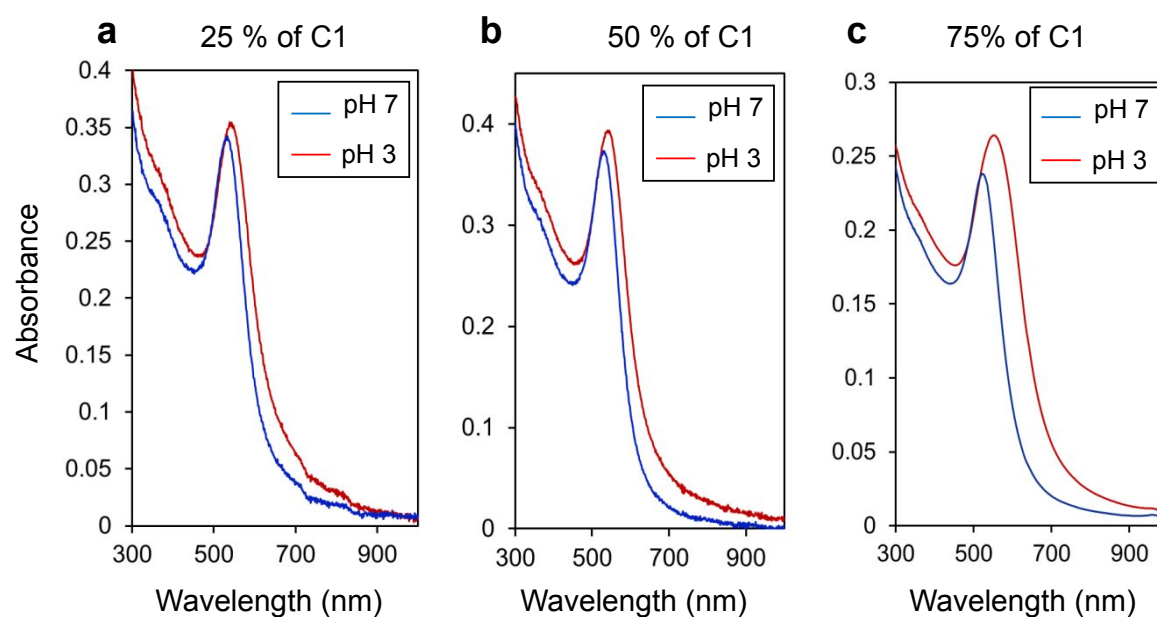 a 25 % of C1
b 50 % of C1
c 75% of C1
Absorbance
0.4
0.35
0.3
0.25
0.2
0.15
0.1
0.05
0
300 500 700 900
Wavelength (nm)
pH 7
pH 3
0.4
0.3
0.2
0.1
0
300 500 700 900
Wavelength (nm)
pH 7
pH 3
0.3
0.25
0.2
0.15
0.1
0.05
0
300 500 700 900
Wavelength (nm)
pH 7
pH 3